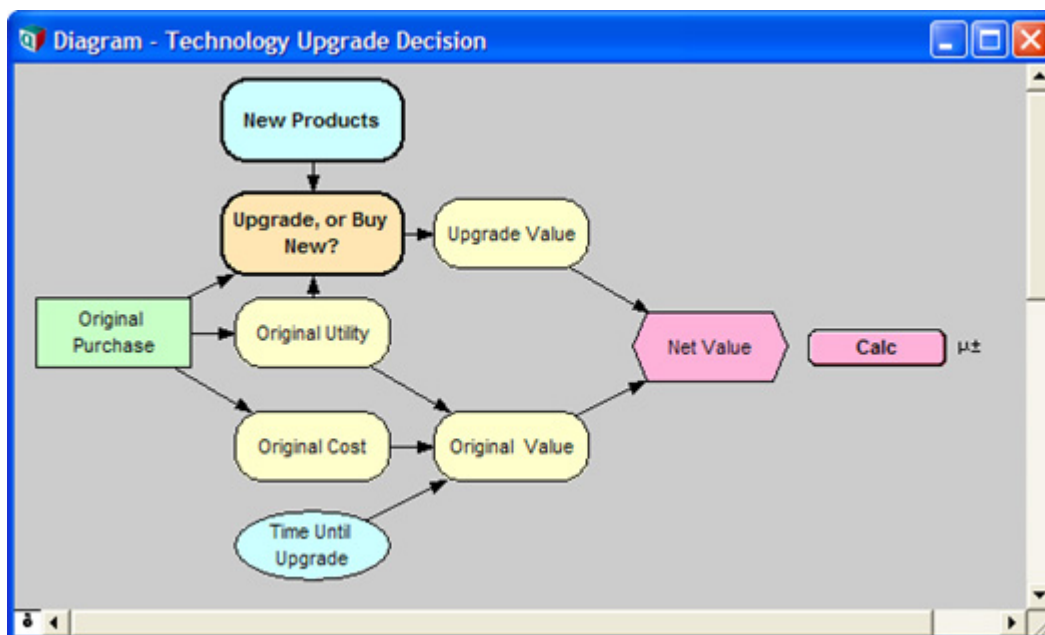 Diagram - Technology Upgrade Decision
New Products
Upgrade, or Buy
New?
Upgrade Value
Original
Purchase
Original Utility
Net Value
Calc
μ±
Original Cost
Original Value
Time Until
Upgrade